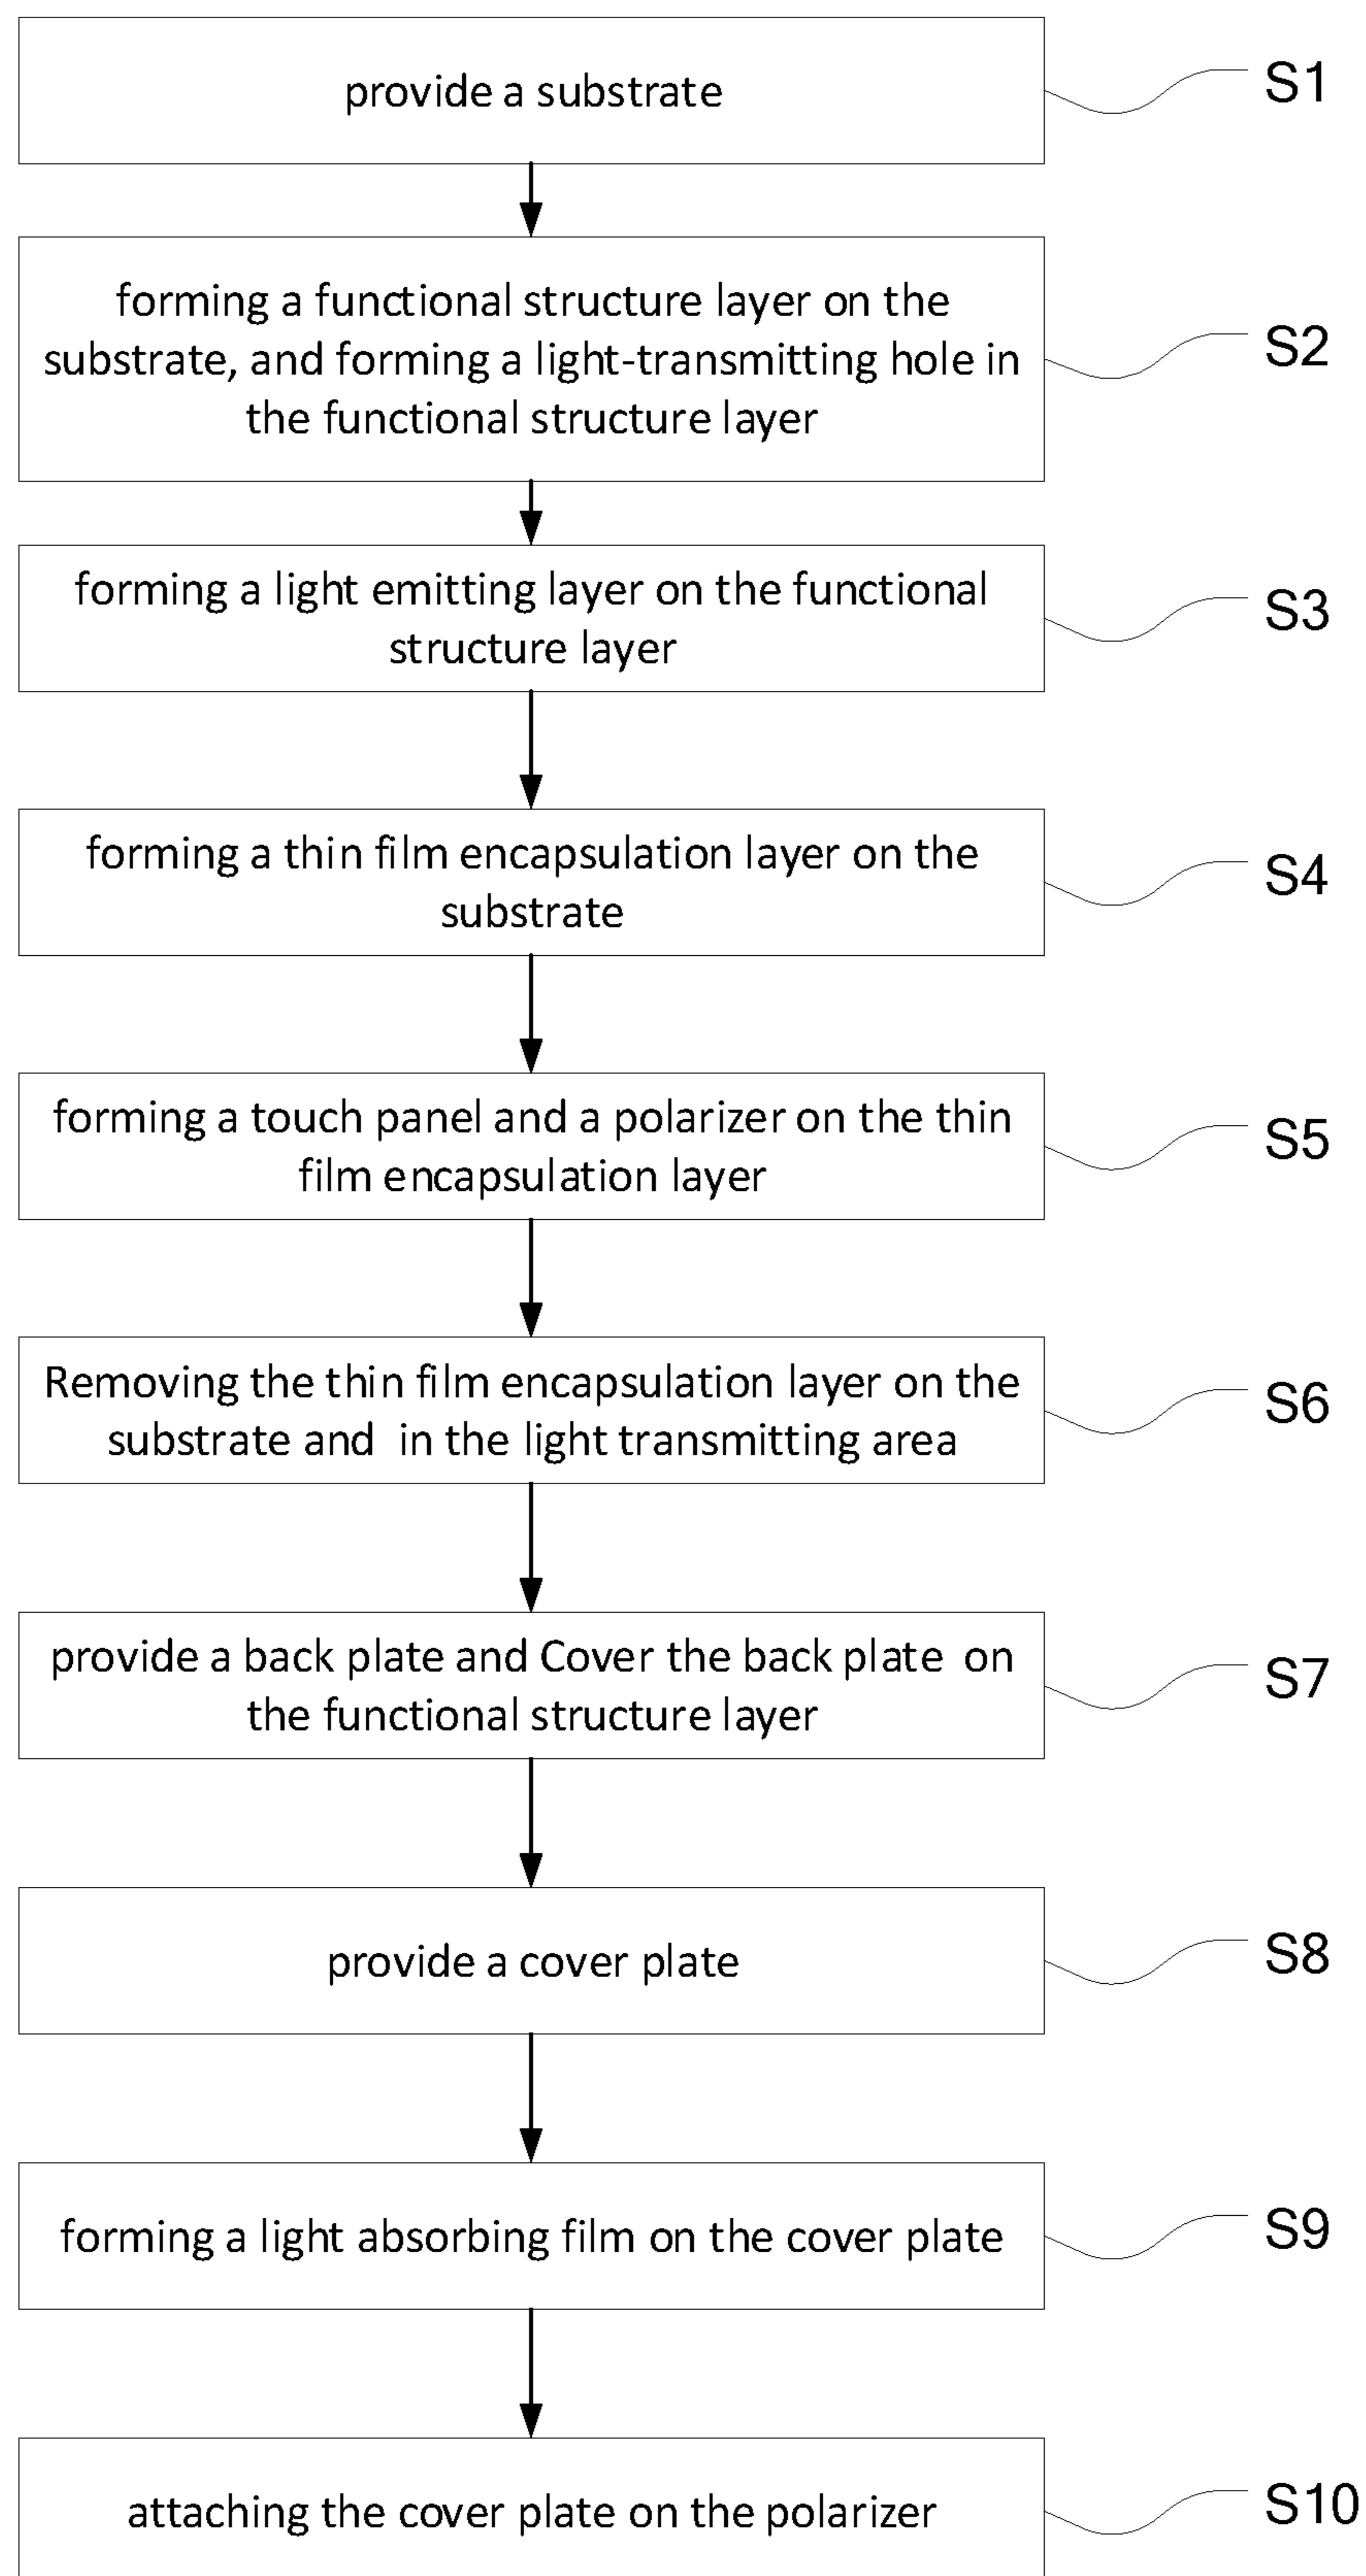 provide a substrate
S1
forming a functional structure layer on the
substrate, and forming a light-transmitting hole in
the functional structure layer
S2
forming a light emitting layer on the functional
structure layer
S3
forming a thin film encapsulation layer on the
substrate
S4
forming a touch panel and a polarizer on the thin
film encapsulation layer
S5
Removing the thin film encapsulation layer on the
substrate and  in the light transmitting area
S6
provide a back plate and Cover the back plate  on
the functional structure layer
S7
provide a cover plate
S8
forming a light absorbing film on the cover plate
S9
attaching the cover plate on the polarizer
S10